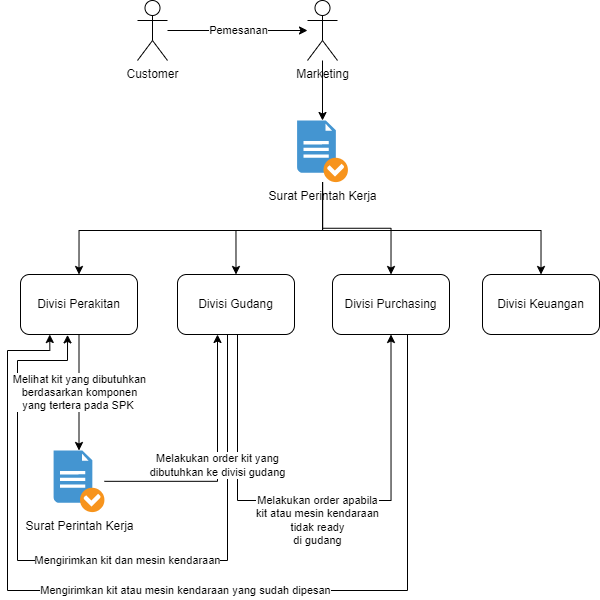 Pemesanan
Customer
Marketing
Surat Perintah Kerja
Divisi Perakitan
Divisi Gudang
Divisi Purchasing
Divisi Keuangan
Melihat kit yang dibutuhkan
berdasarkan komponen
yang tertera pada SPK
Melakukan order kit yang
dibutuhkan ke divisi gudang
Melakukan order apabila
kit atau mesin kendaraan
tidak ready
di gudang
Surat Perintah Kerja
Mengirimkan kit dan mesin kendaraan
Mengirimkan kit atau mesin kendaraan yang sudah dipesan